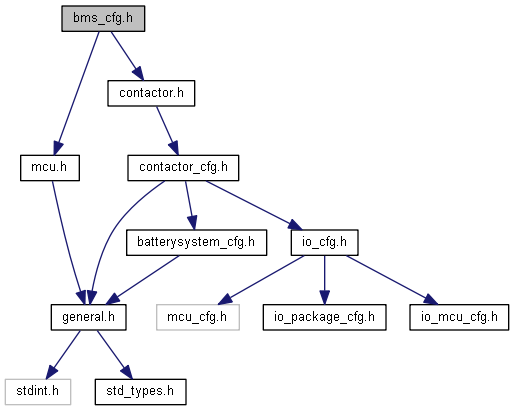 bms_cfg.h
contactor.h
mcu.h
contactor_cfg.h
batterysystem_cfg.h
io_cfg.h
general.h
mcu_cfg.h
io_package_cfg.h
io_mcu_cfg.h
stdint.h
std_types.h